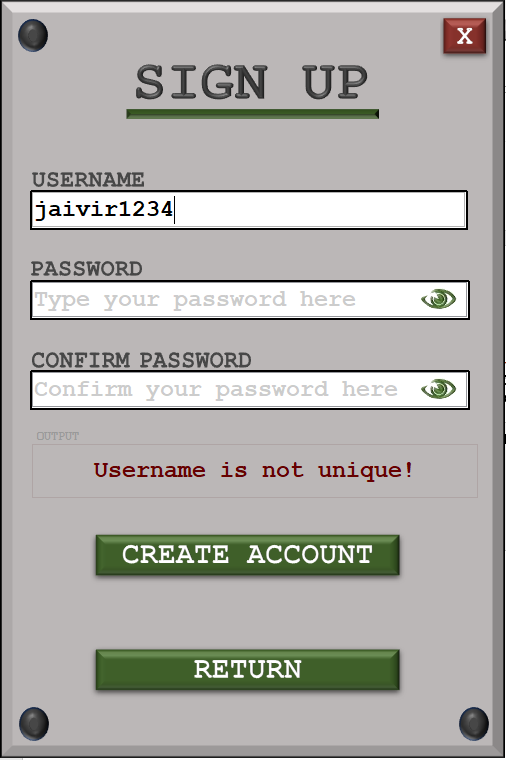 X
SIGN UP
USERNAME
jaivir1234
PASSWORD
Type your password here
CONFIRM PASSWORD
Confirm your password here
OUTPUT
Username is not unique!
CREATE ACCOUNT
RETURN